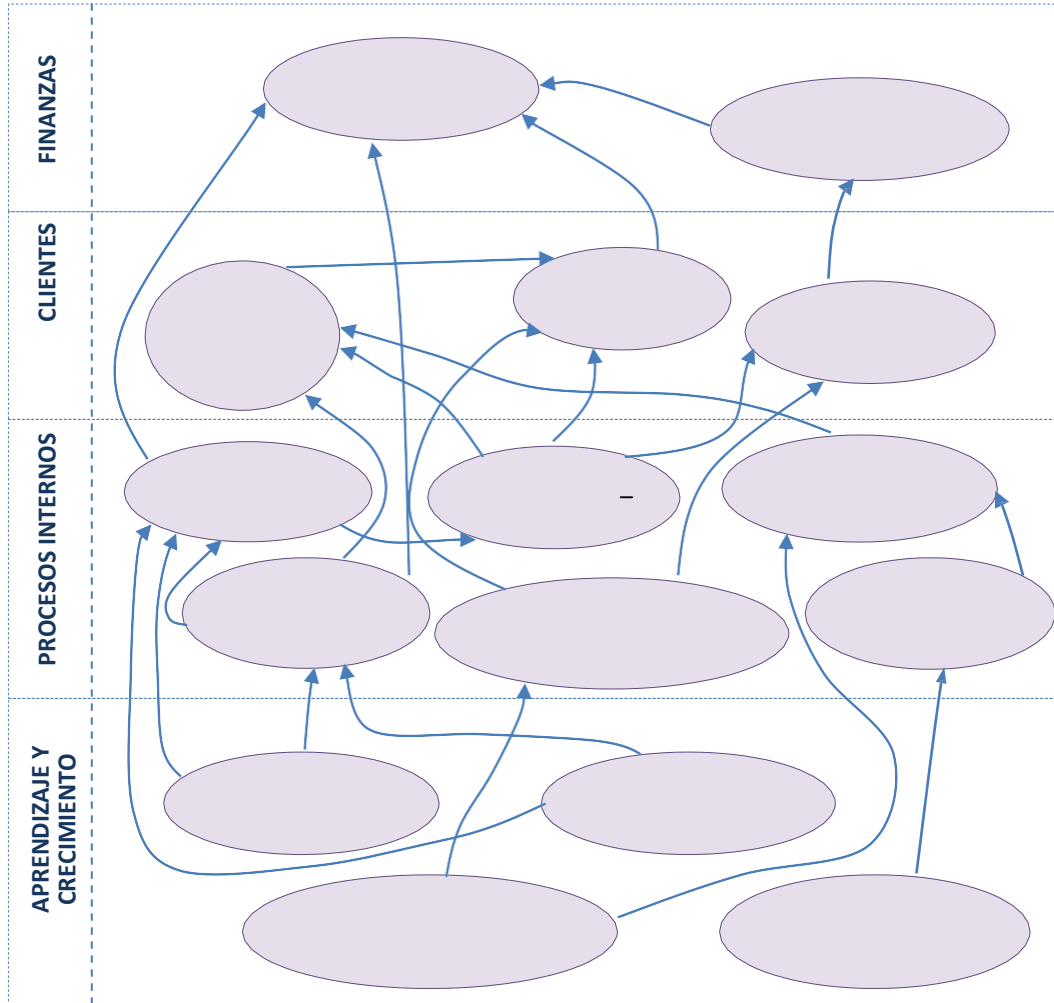 FINANZAS
CLIENTES
PROCESOS INTERNOS
–
APRENDIZAJE Y
CRECIMIENTO